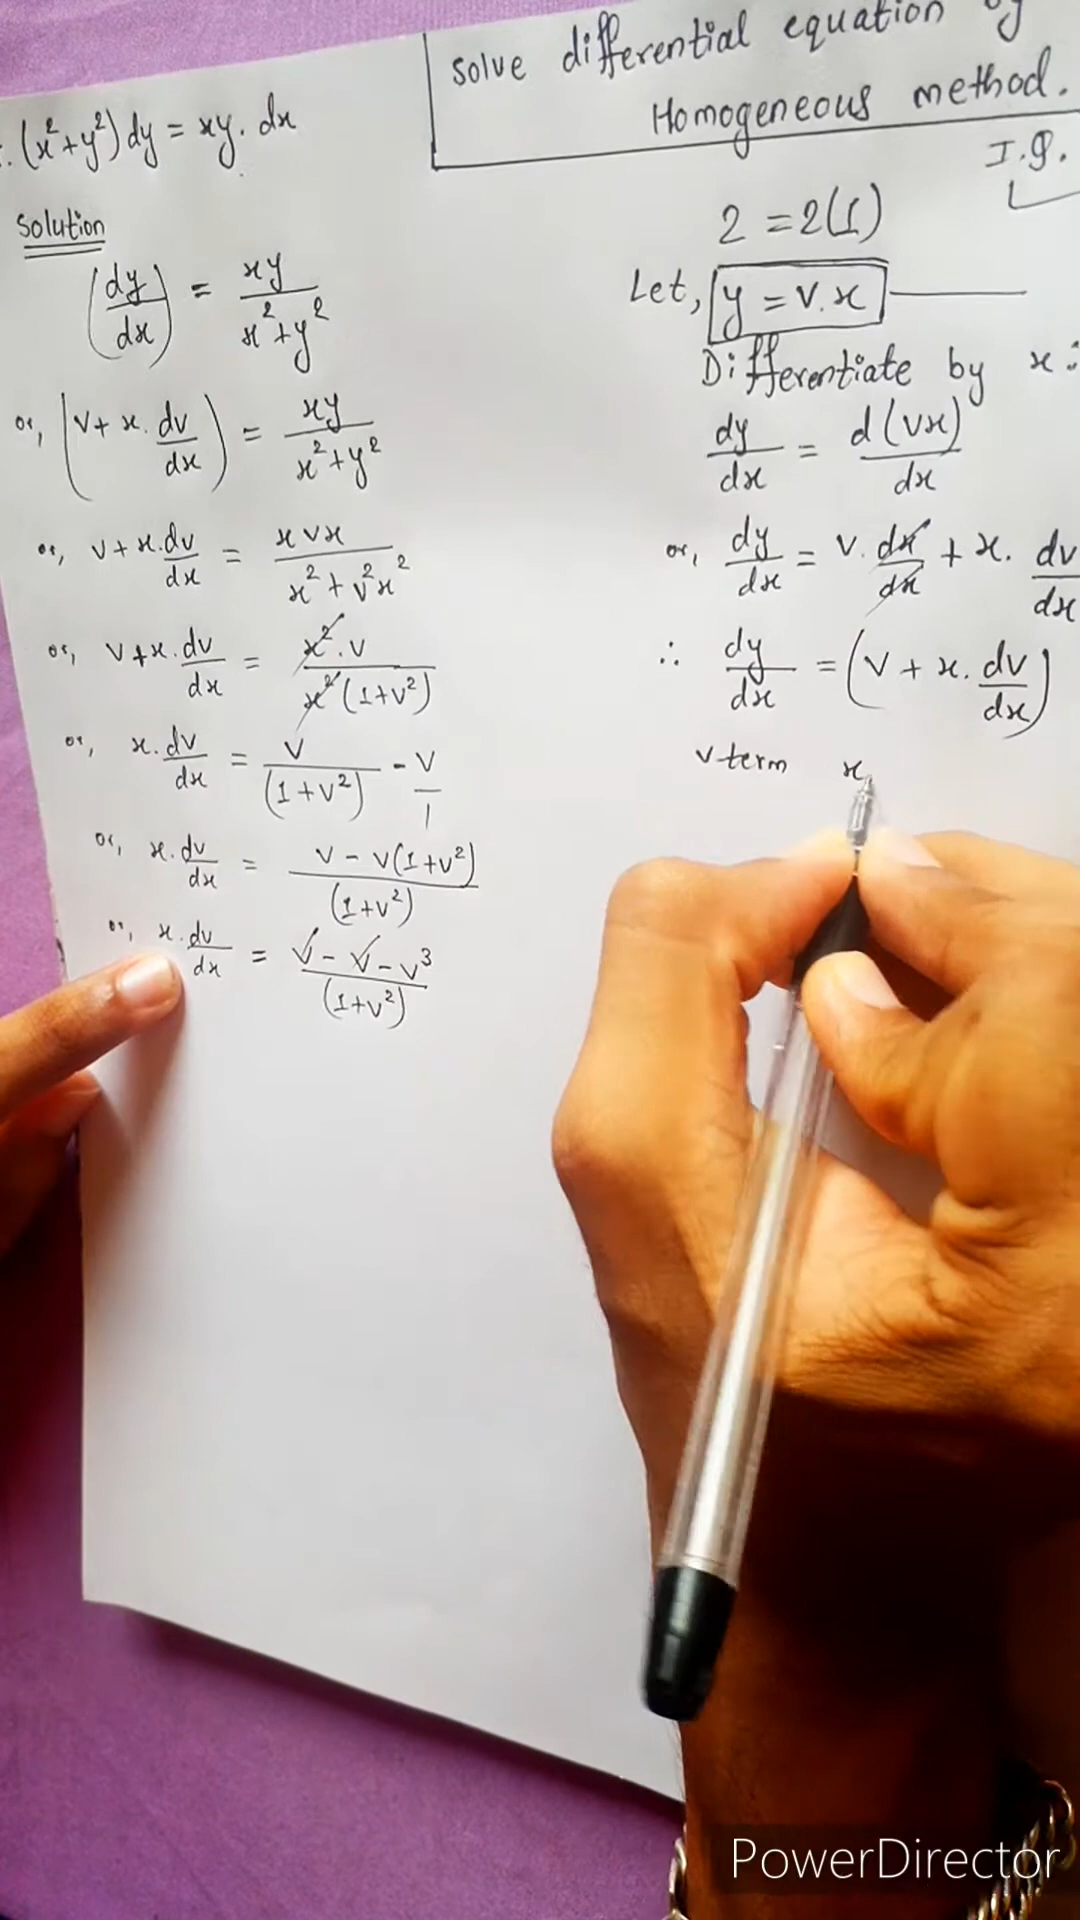 solve differential equation by
Homogeneous method.
(x²+y²) dy = xy. dx
I.g.
Solution
(dy/dx) = xy/(x²+y²)
or, (v + x. dv/dx) = xy/(x²+y²)
or, v + x. dv/dx = x v x/(x²+v²x²)
or, v + x. dv/dx = x².v/(x²(1+v²))
or, x. dv/dx = v/(1+v²) - v/1
or, x. dv/dx = (v - v(1+v²))/(1+v²)
or, x. dv/dx = (v - v - v³)/(1+v²)
2 = 2(1)
Let, y = v.x
Differentiate by x:
dy/dx = d(vx)/dx
or, dy/dx = v. dx/dx + x. dv/dx
∴ dy/dx = (v + x. dv/dx)
v term x
PowerDirector